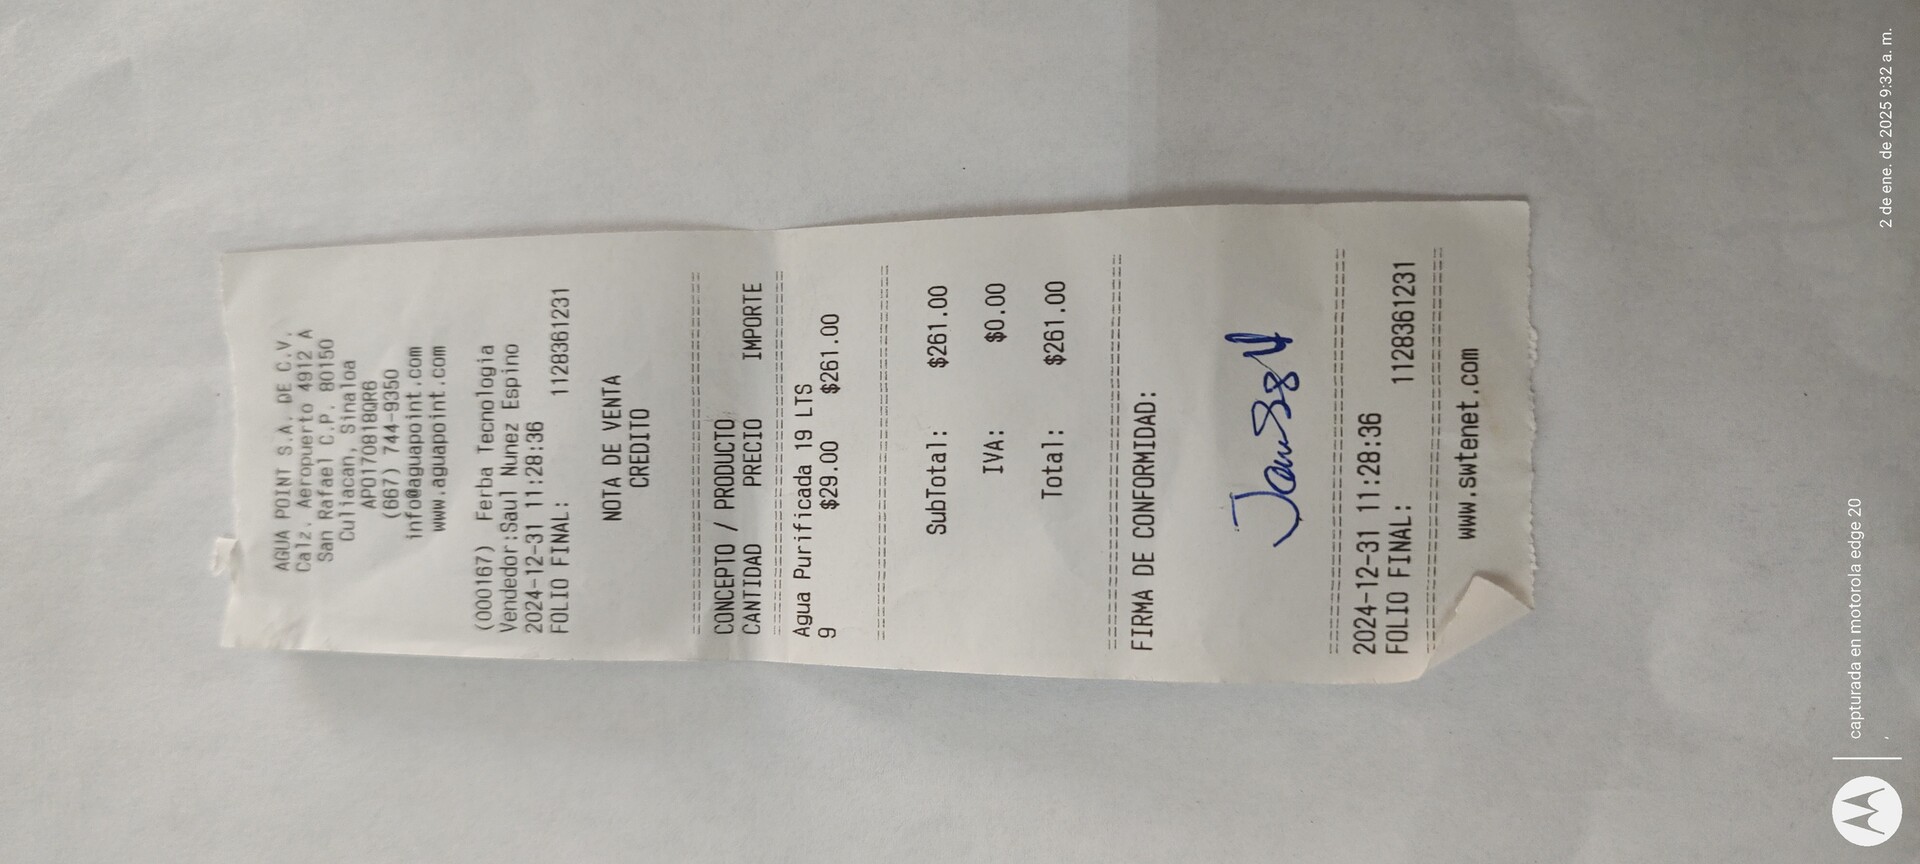 AGUA POINT S.A. DE C.V.
Calz. Aeropuerto 4912 A
San Rafael C.P. 80150
Culiacan, Sinaloa
APO170818QR6
(667) 744-9350
info@aguapoint.com
www.aguapoint.com
(000167) Ferba Tecnologia
Vendedor:Saul Nunez Espino
2024-12-31 11:28:36
FOLIO FINAL: 1128361231
NOTA DE VENTA
CREDITO
================================
CONCEPTO / PRODUCTO
CANTIDAD PRECIO IMPORTE
================================
Agua Purificada 19 LTS
9 $29.00 $261.00
================================
SubTotal: $261.00
IVA: $0.00
Total: $261.00
================================
FIRMA DE CONFORMIDAD:
================================
2024-12-31 11:28:36
FOLIO FINAL: 1128361231
================================
www.swtenet.com
capturada en motorola edge 20
2 de ene. de 2025 9:32 a. m.